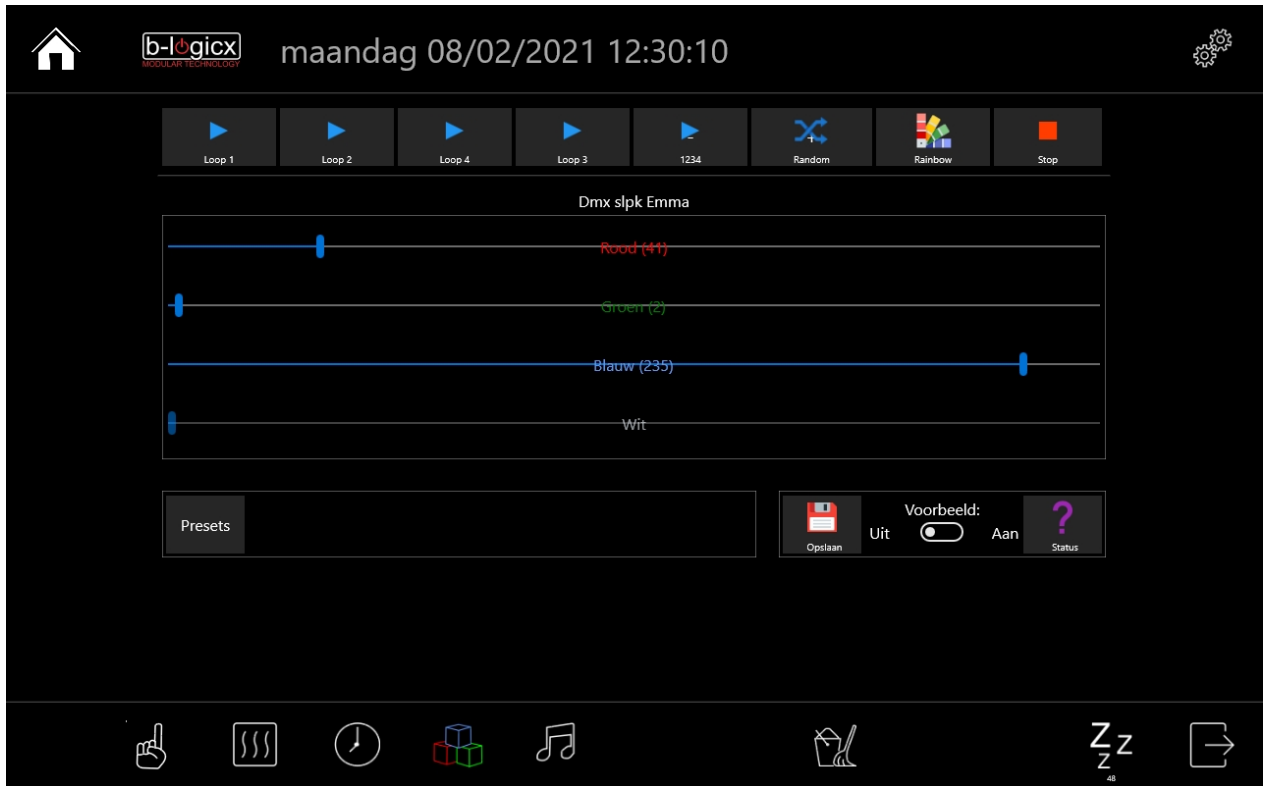 b-logicx
MODULAR TECHNOLOGY
maandag 08/02/2021 12:30:10
Loop 1
Loop 2
Loop 4
Loop 3
1234
Random
Rainbow
Stop
Dmx slpk Emma
Rood (41)
Groen (2)
Blauw (235)
Wit
Presets
Opslaan
Voorbeeld:
Uit
Aan
?
Status
Z Z Z
48